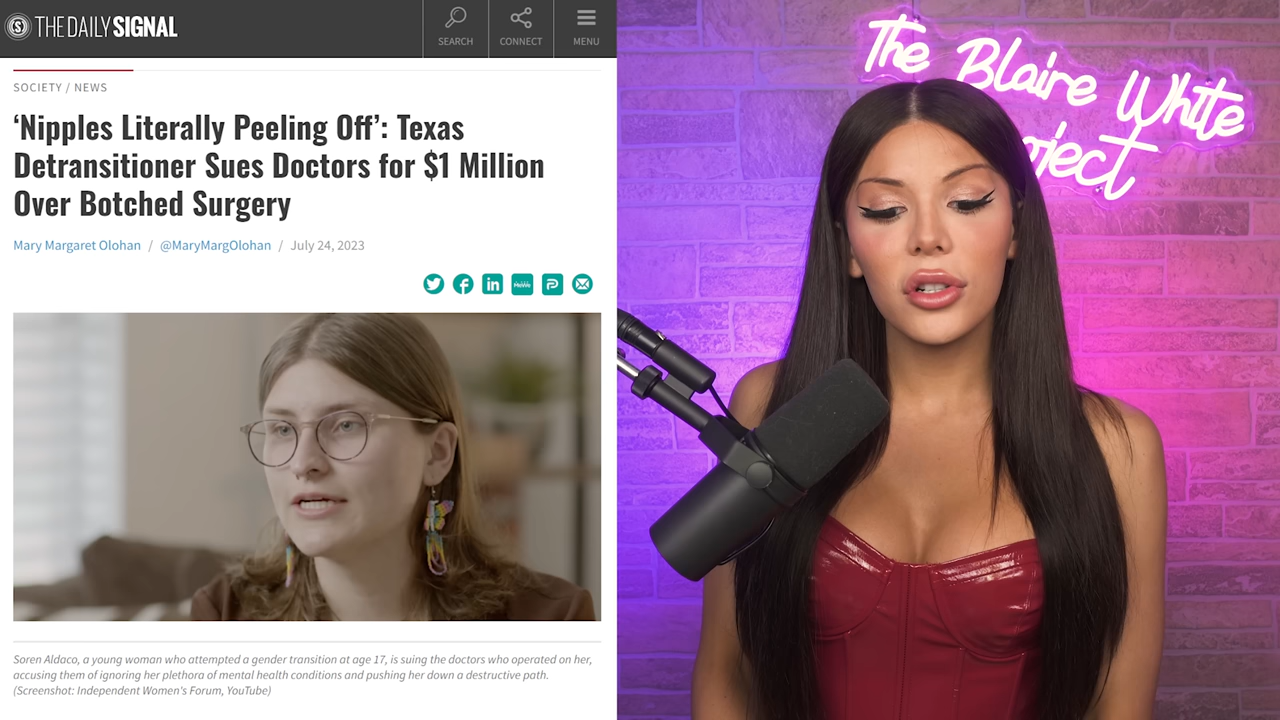 THE DAILY SIGNAL
SEARCH
CONNECT
MENU
SOCIETY / NEWS
‘Nipples Literally Peeling Off’: Texas
Detransitioner Sues Doctors for $1 Million
Over Botched Surgery
Mary Margaret Olohan / @MaryMargOlohan / July 24, 2023
MeWe
Soren Aldaco, a young woman who attempted a gender transition at age 17, is suing the doctors who operated on her,
accusing them of ignoring her plethora of mental health conditions and pushing her down a destructive path.
(Screenshot: Independent Women's Forum, YouTube)
The Blaire White
oject